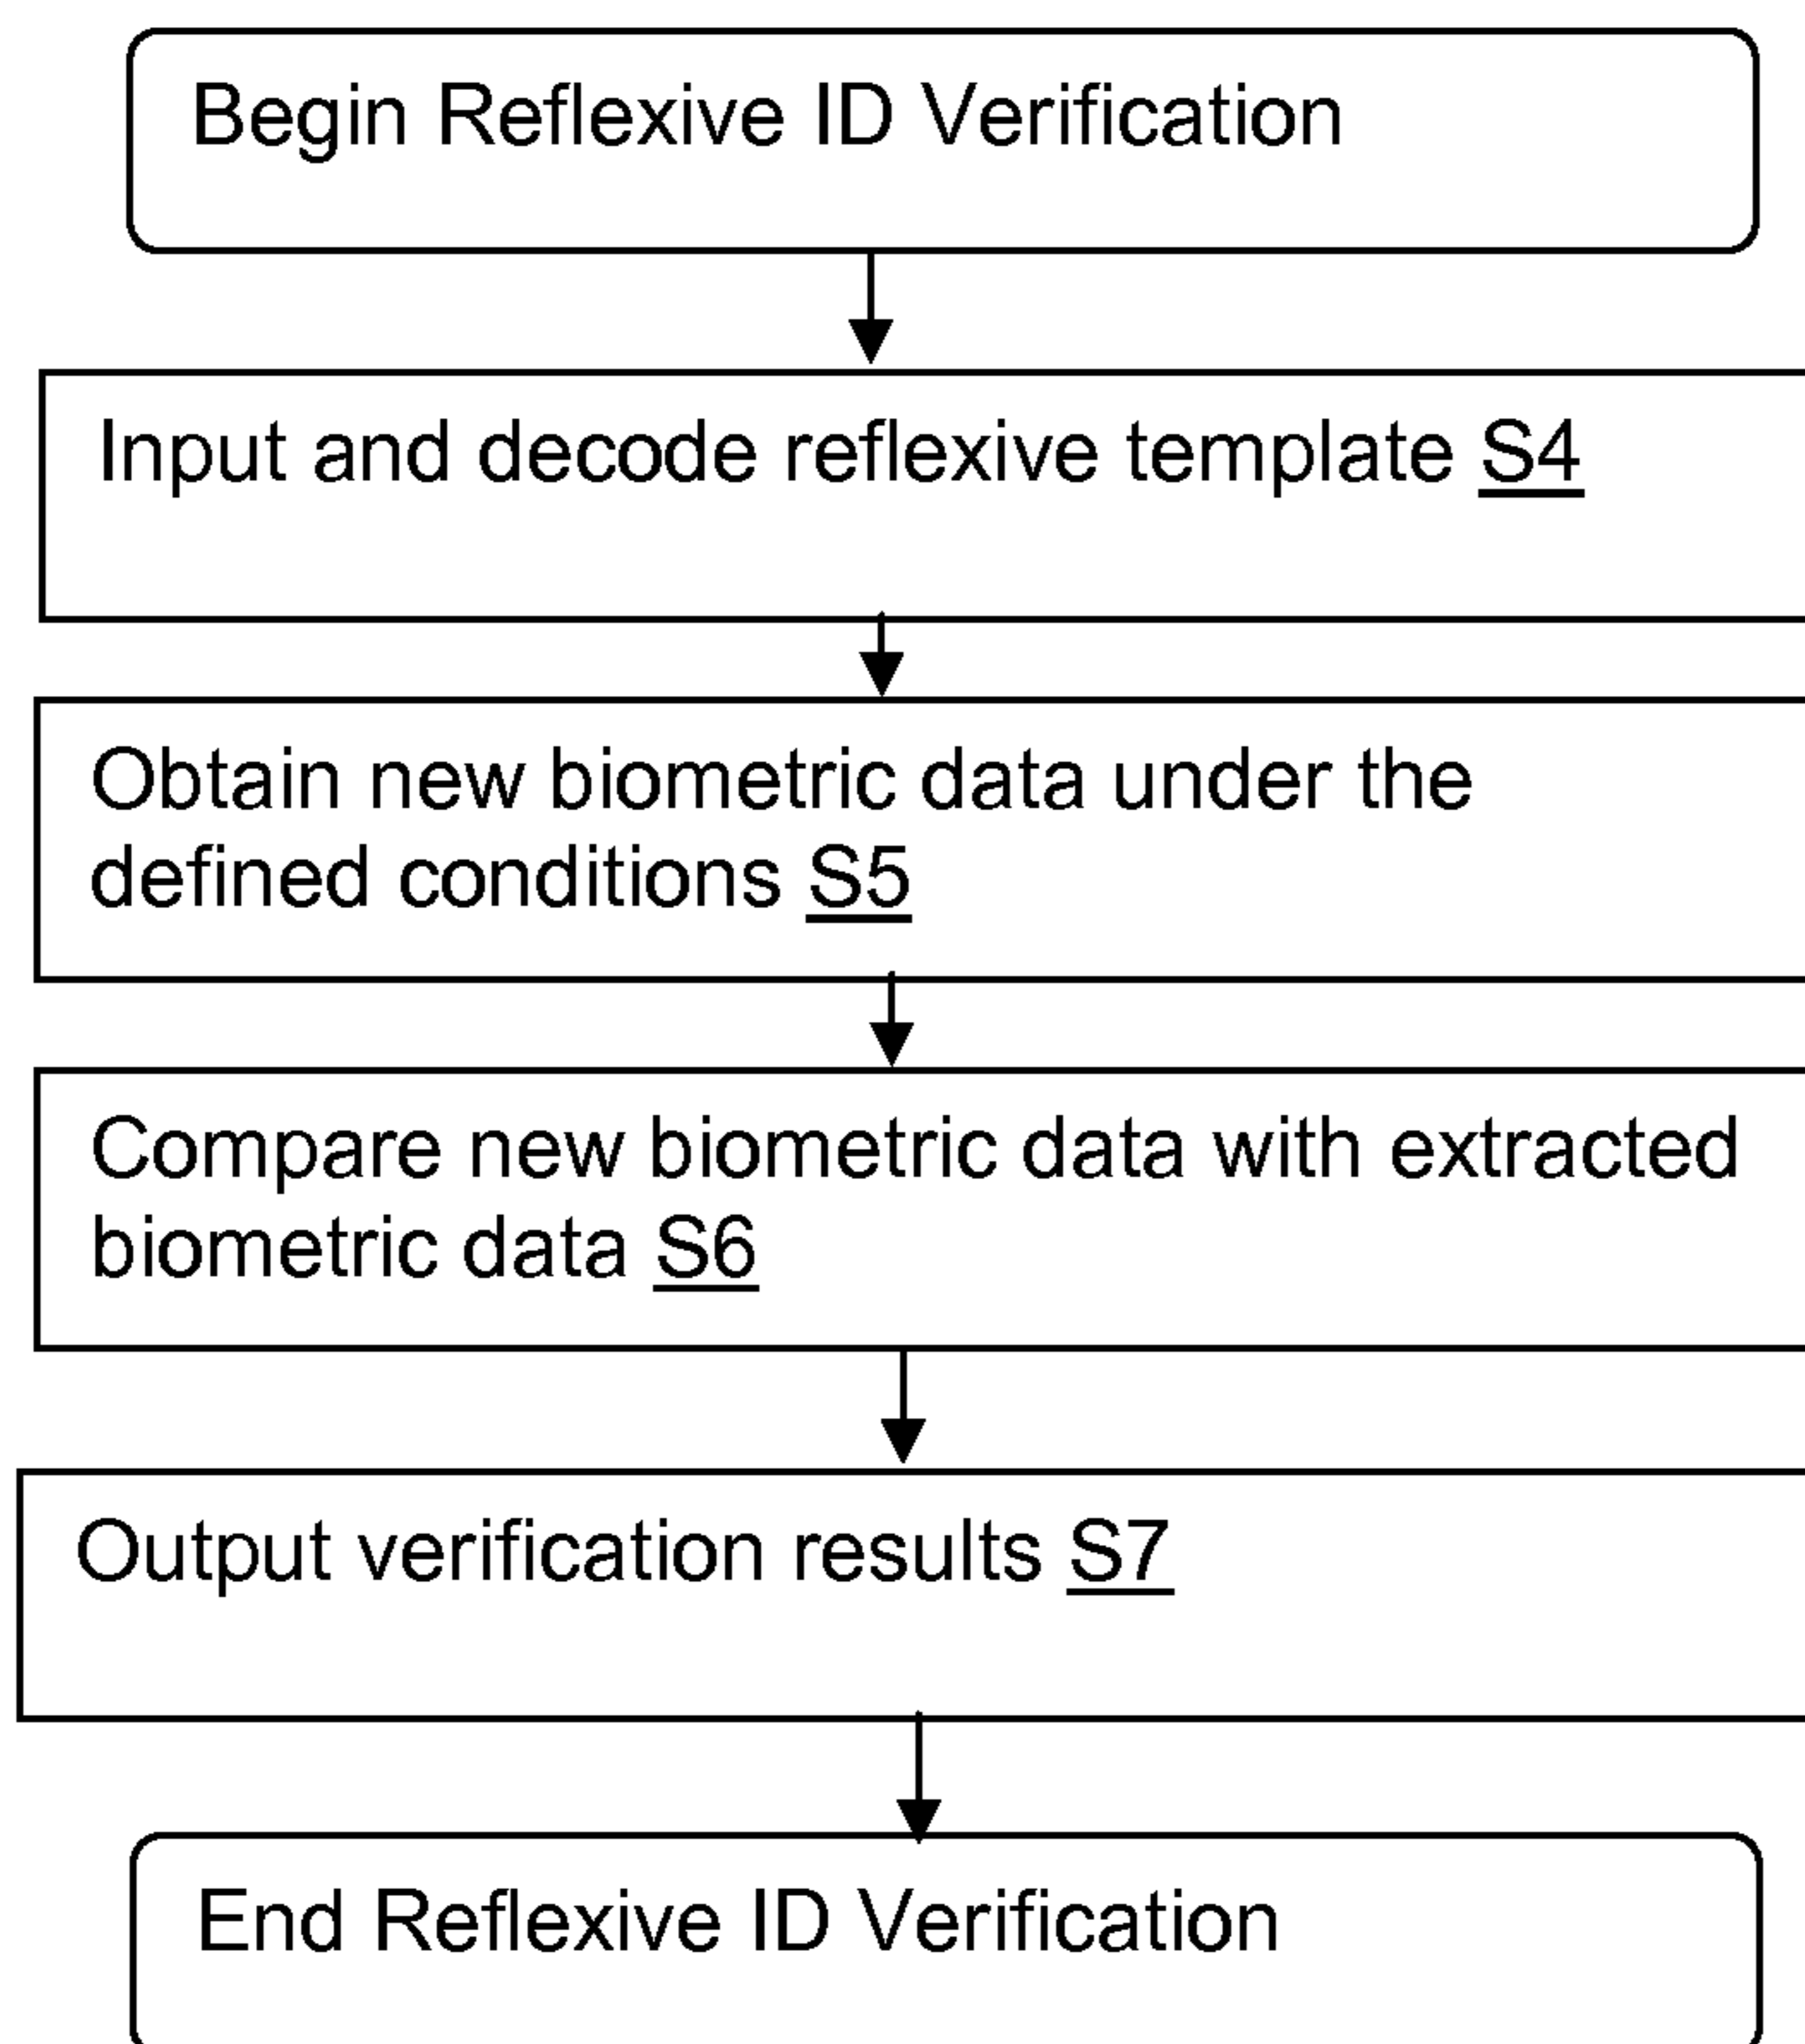 Begin Reflexive ID Verification
Input and decode reflexive template S4
Obtain new biometric data under the
defined conditions S5
Compare new biometric data with extracted
biometric data S6
Output verification results S7
End Reflexive ID Verification